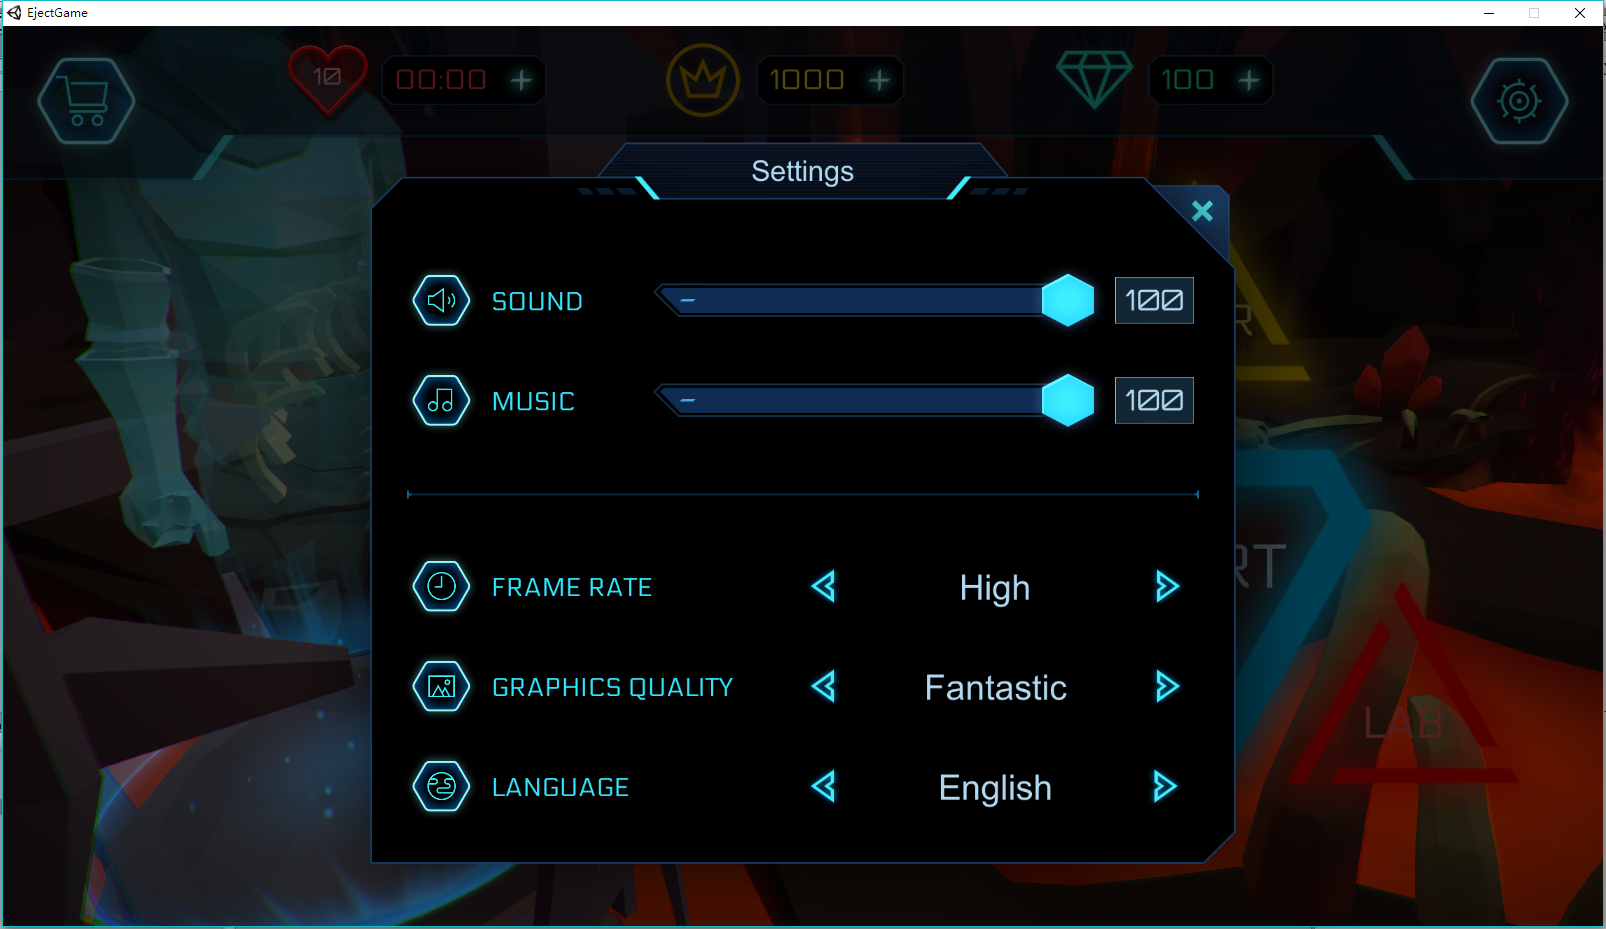 EjectGame
10
00:00
1000
100
Settings
SOUND
100
MUSIC
100
FRAME RATE
High
GRAPHICS QUALITY
Fantastic
LANGUAGE
English
LAB